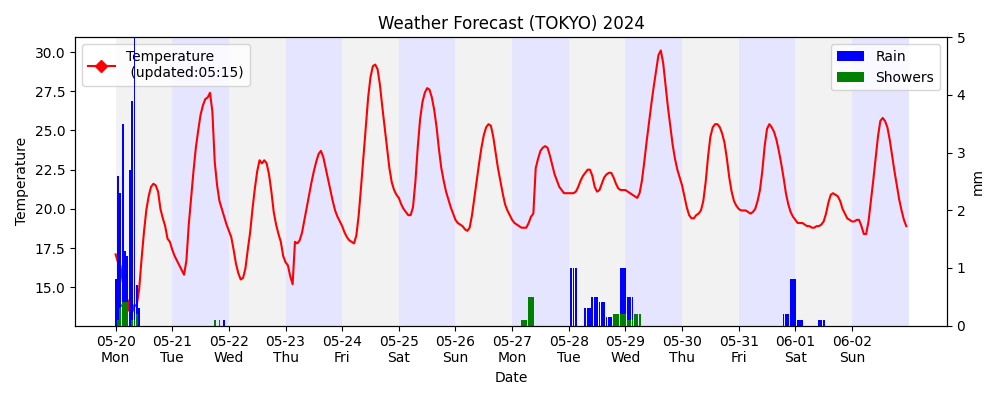 Weather Forecast (TOKYO) 2024
Temperature
(updated:05:15)
Rain
Showers
Temperature
30.0
27.5
25.0
22.5
20.0
17.5
15.0
5
4
3
2
1
0
mm
05-20 05-21 05-22 05-23 05-24 05-25 05-26 05-27 05-28 05-29 05-30 05-31 06-01 06-02
Mon Tue Wed Thu Fri Sat Sun Mon Tue Wed Thu Fri Sat Sun
Date